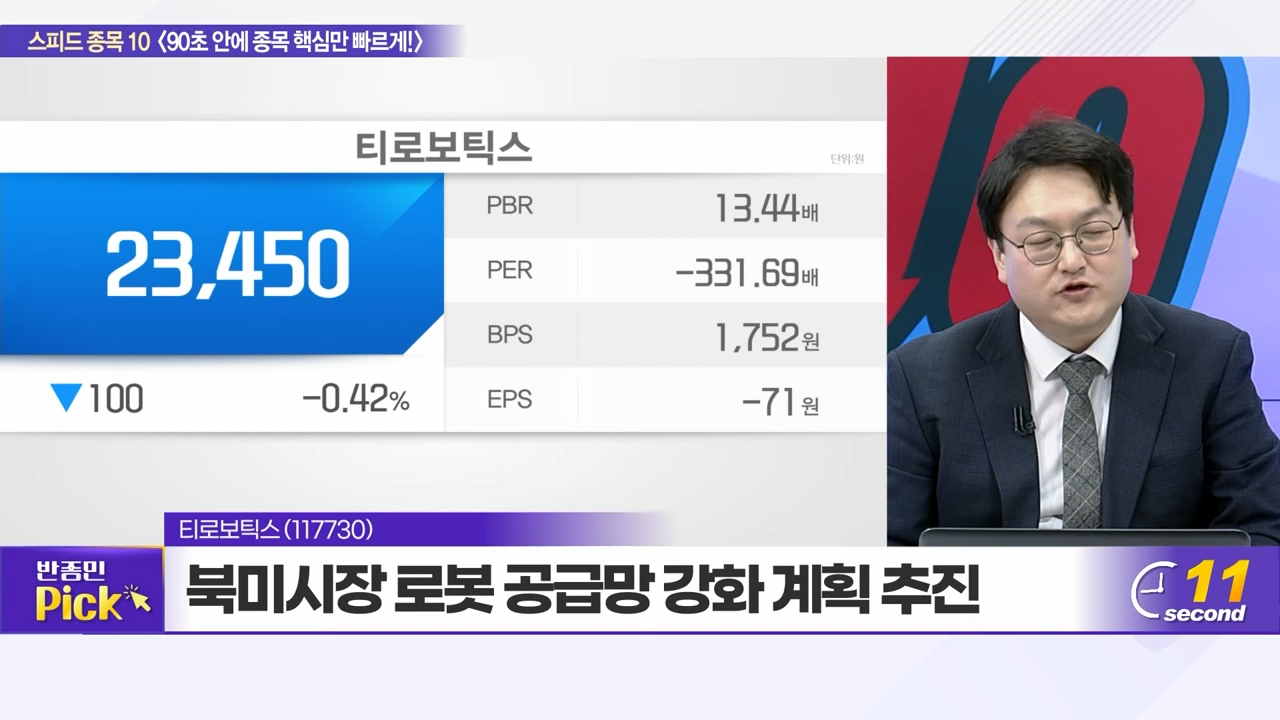 스피드 종목 10 〈90초 안에 종목 핵심만 빠르게!〉
티로보틱스
단위:원
23,450
▼100 -0.42%
PBR 13.44배
PER -331.69배
BPS 1,752원
EPS -71원
티로보틱스 (117730)
반종민
Pick
북미시장 로봇 공급망 강화 계획 추진
11
second